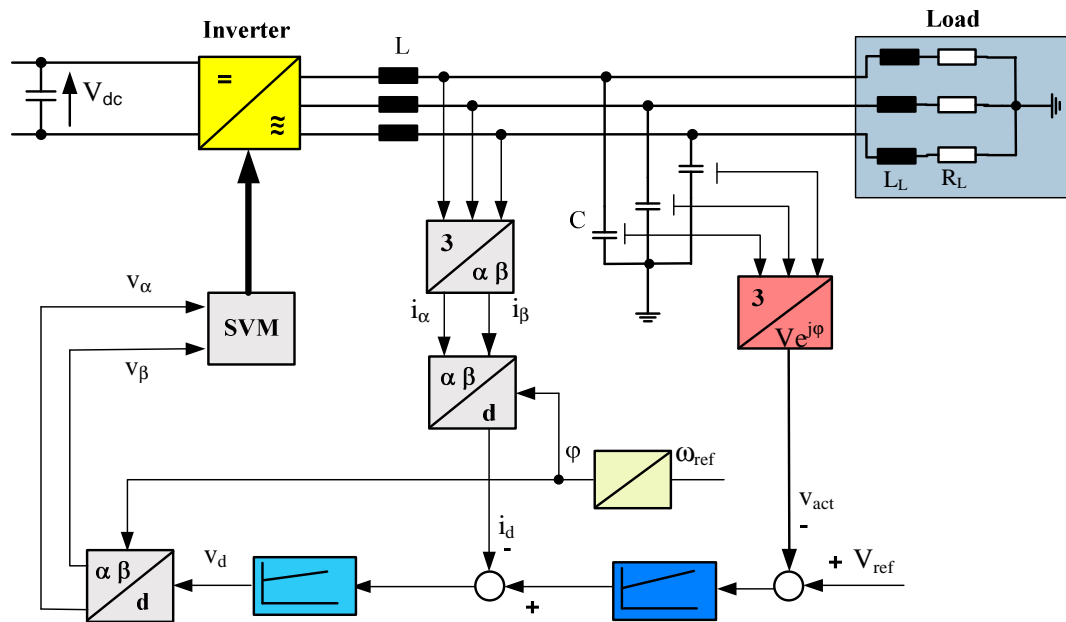 Load
Inverter
L
V_dc
=
≋
L_L
R_L
C
3
α β
3
Ve^jφ
v_α
i_α
i_β
SVM
v_β
α β
d
φ
ω_ref
v_act
i_d
-
v_d
-
+
V_ref
α β
d
+